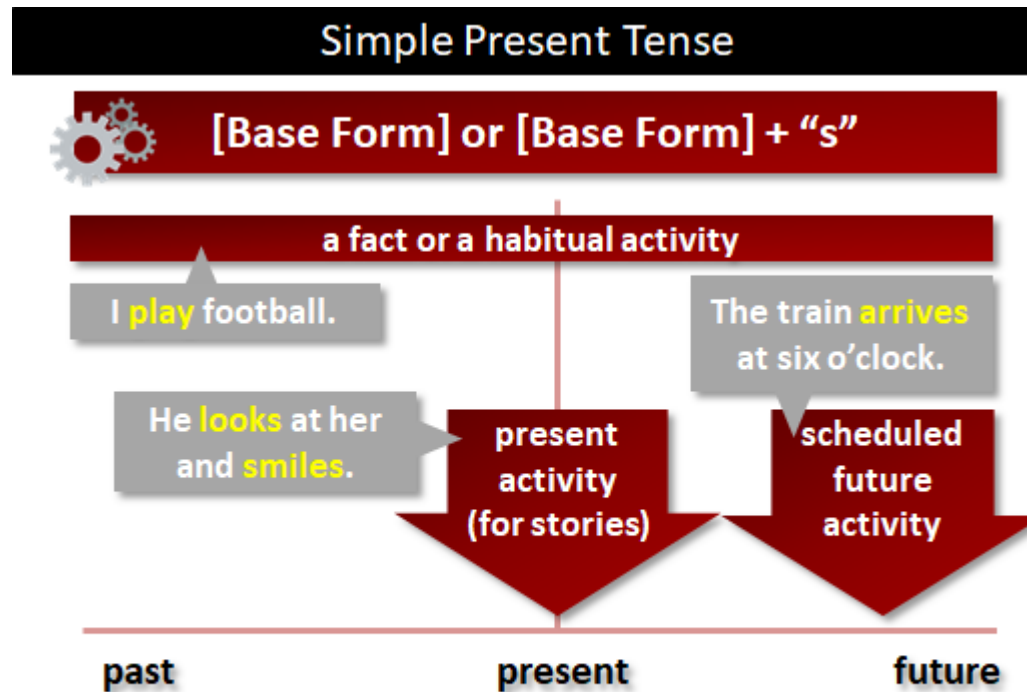 Simple Present Tense
[Base Form] or [Base Form] + “s”
a fact or a habitual activity
I play football.
The train arrives
at six o’clock.
He looks at her
and smiles.
present
activity
(for stories)
scheduled
future
activity
past
present
future